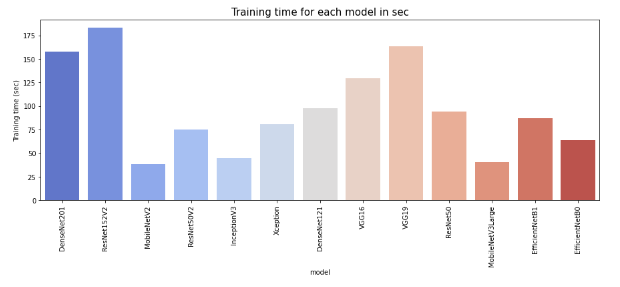 Training time for each model in sec
Training time (sec)
175
150
125
100
75
50
25
0
DenseNet201
ResNet152V2
MobileNetV2
ResNet50V2
InceptionV3
Xception
DenseNet121
VGG16
VGG19
ResNet50
MobileNetV3Large
EfficientNetB1
EfficientNetB0
model